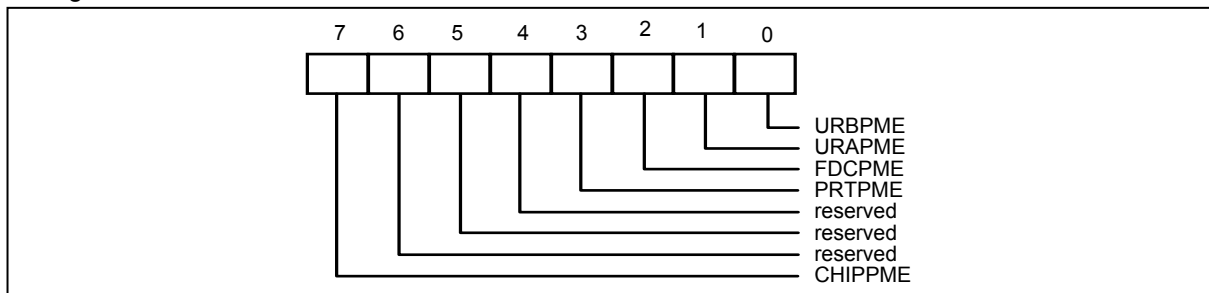 7 6 5 4 3 2 1 0
URBPME
URAPME
FDCPME
PRTPME
reserved
reserved
reserved
CHIPPME